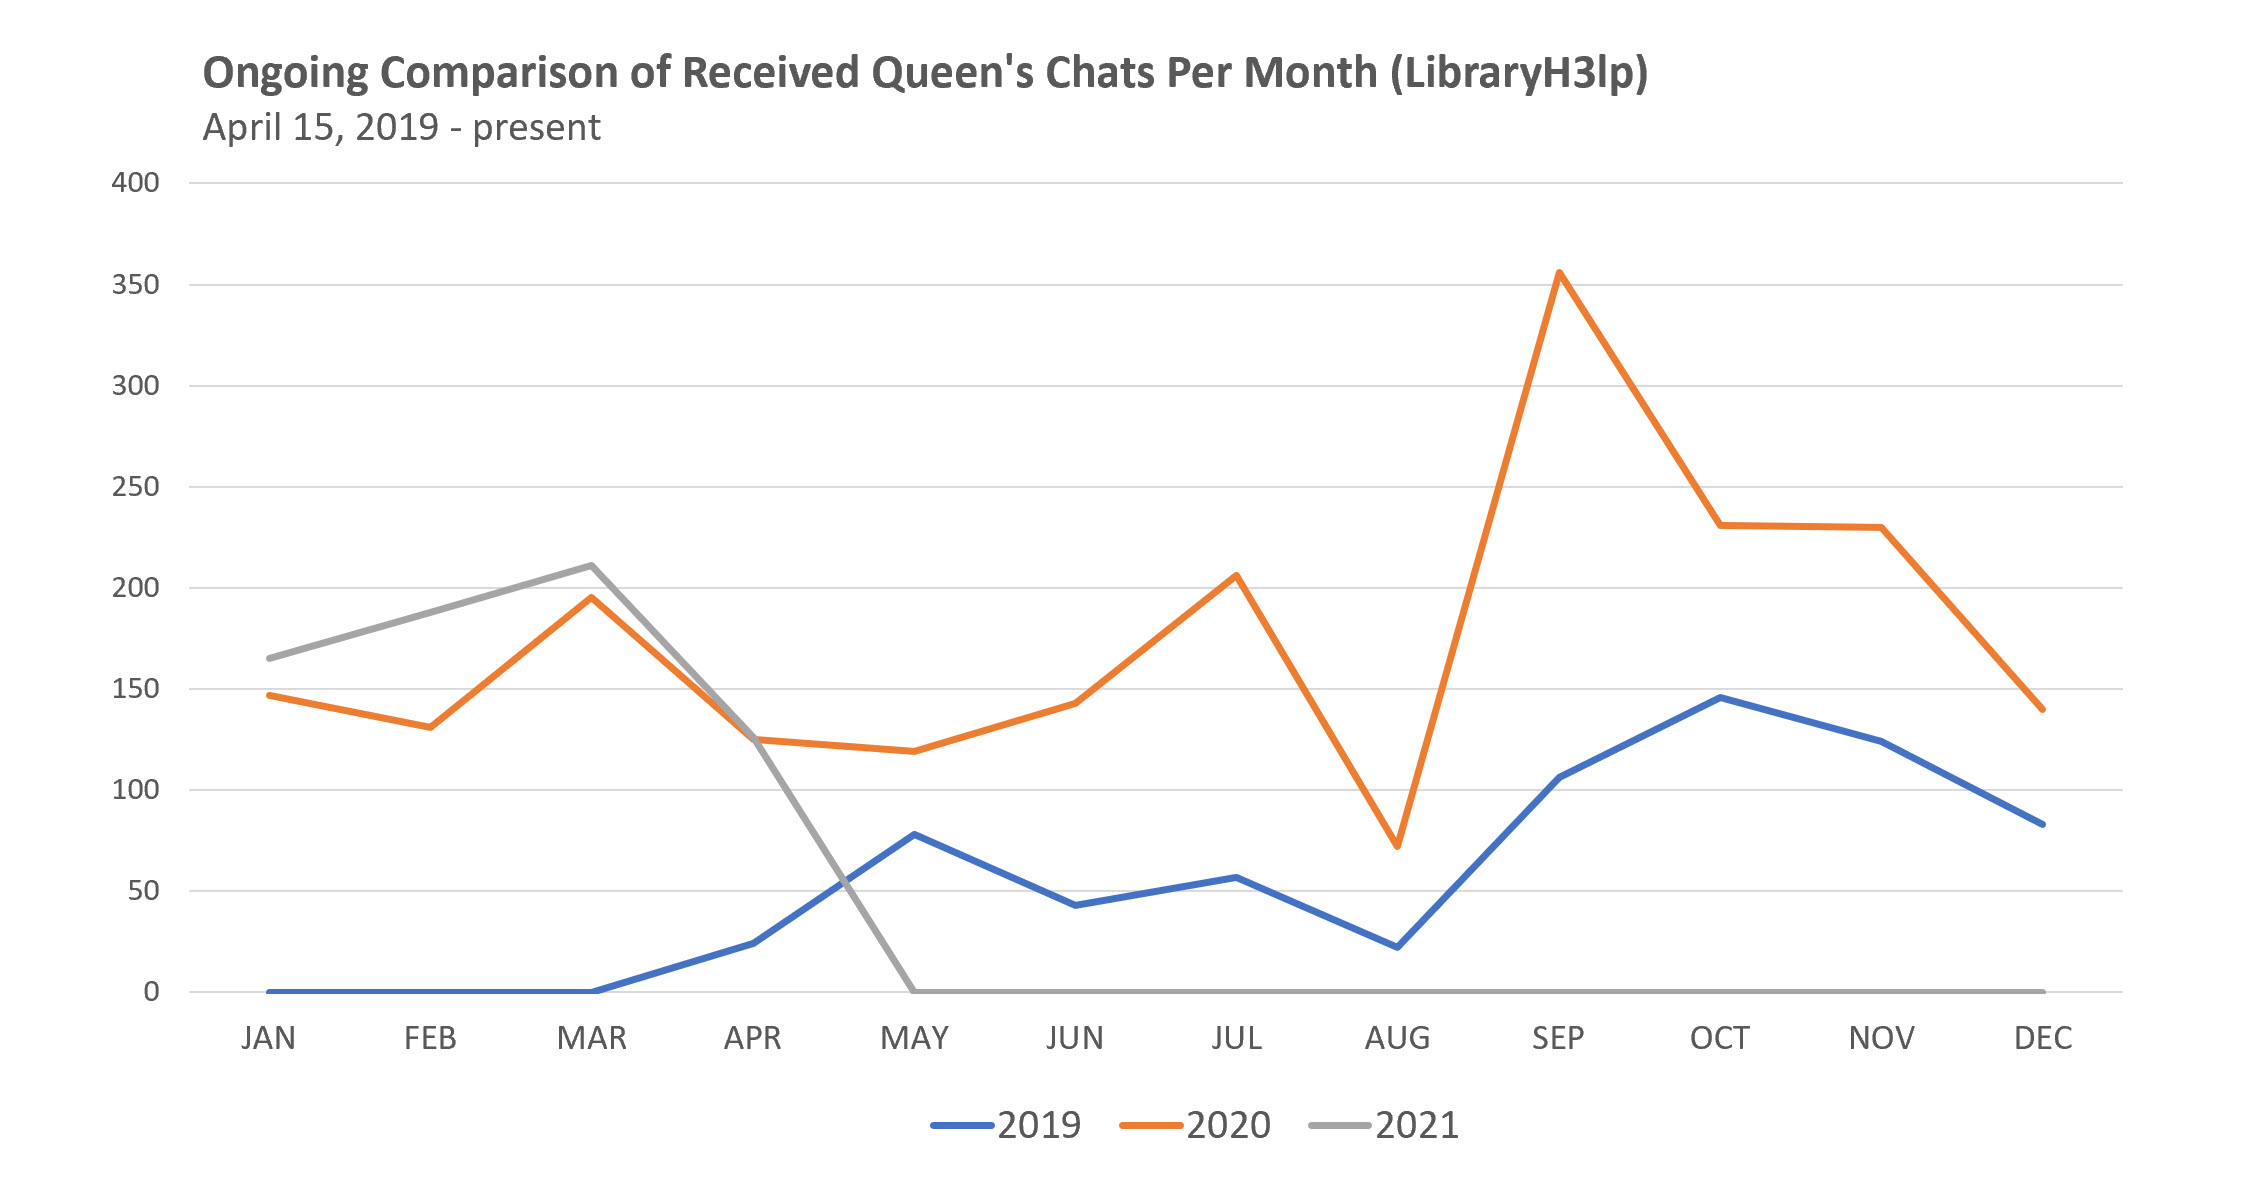 Ongoing Comparison of Received Queen's Chats Per Month (LibraryH3lp)
April 15, 2019 - present
400
350
300
250
200
150
100
50
0
JAN FEB MAR APR MAY JUN JUL AUG SEP OCT NOV DEC
2019 2020 2021